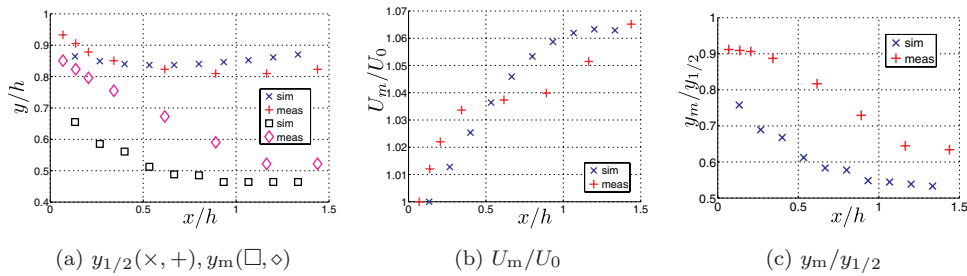 1
0.9
0.8
0.7
0.6
0.5
0.4
y/h
0 0.5 1 1.5
x/h
sim
meas
sim
meas
(a) y1/2(×, +), ym(□, ⋄)
1.07
1.06
1.05
1.04
1.03
1.02
1.01
1
Um/U0
0 0.5 1 1.5
x/h
sim
meas
(b) Um/U0
1
0.9
0.8
0.7
0.6
0.5
ym/y1/2
0 0.5 1 1.5
x/h
sim
meas
(c) ym/y1/2